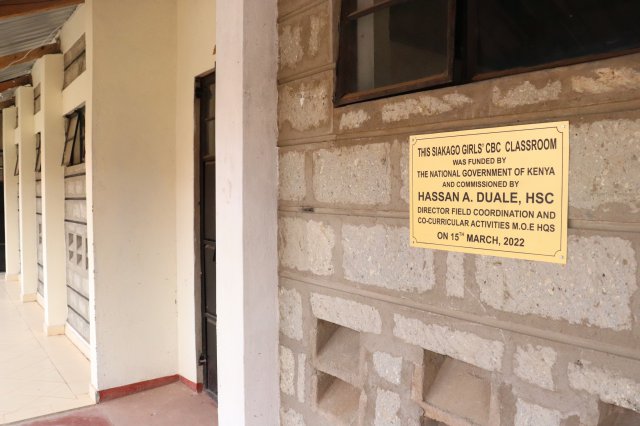 THIS SIAKAGO GIRLS' CBC CLASSROOM
WAS FUNDED BY
THE NATIONAL GOVERNMENT OF KENYA
AND COMMISSIONED BY
HASSAN A. DUALE, HSC
DIRECTOR FIELD COORDINATION AND
CO-CURRICULAR ACTIVITIES M.O.E HQS
ON 15TH MARCH, 2022